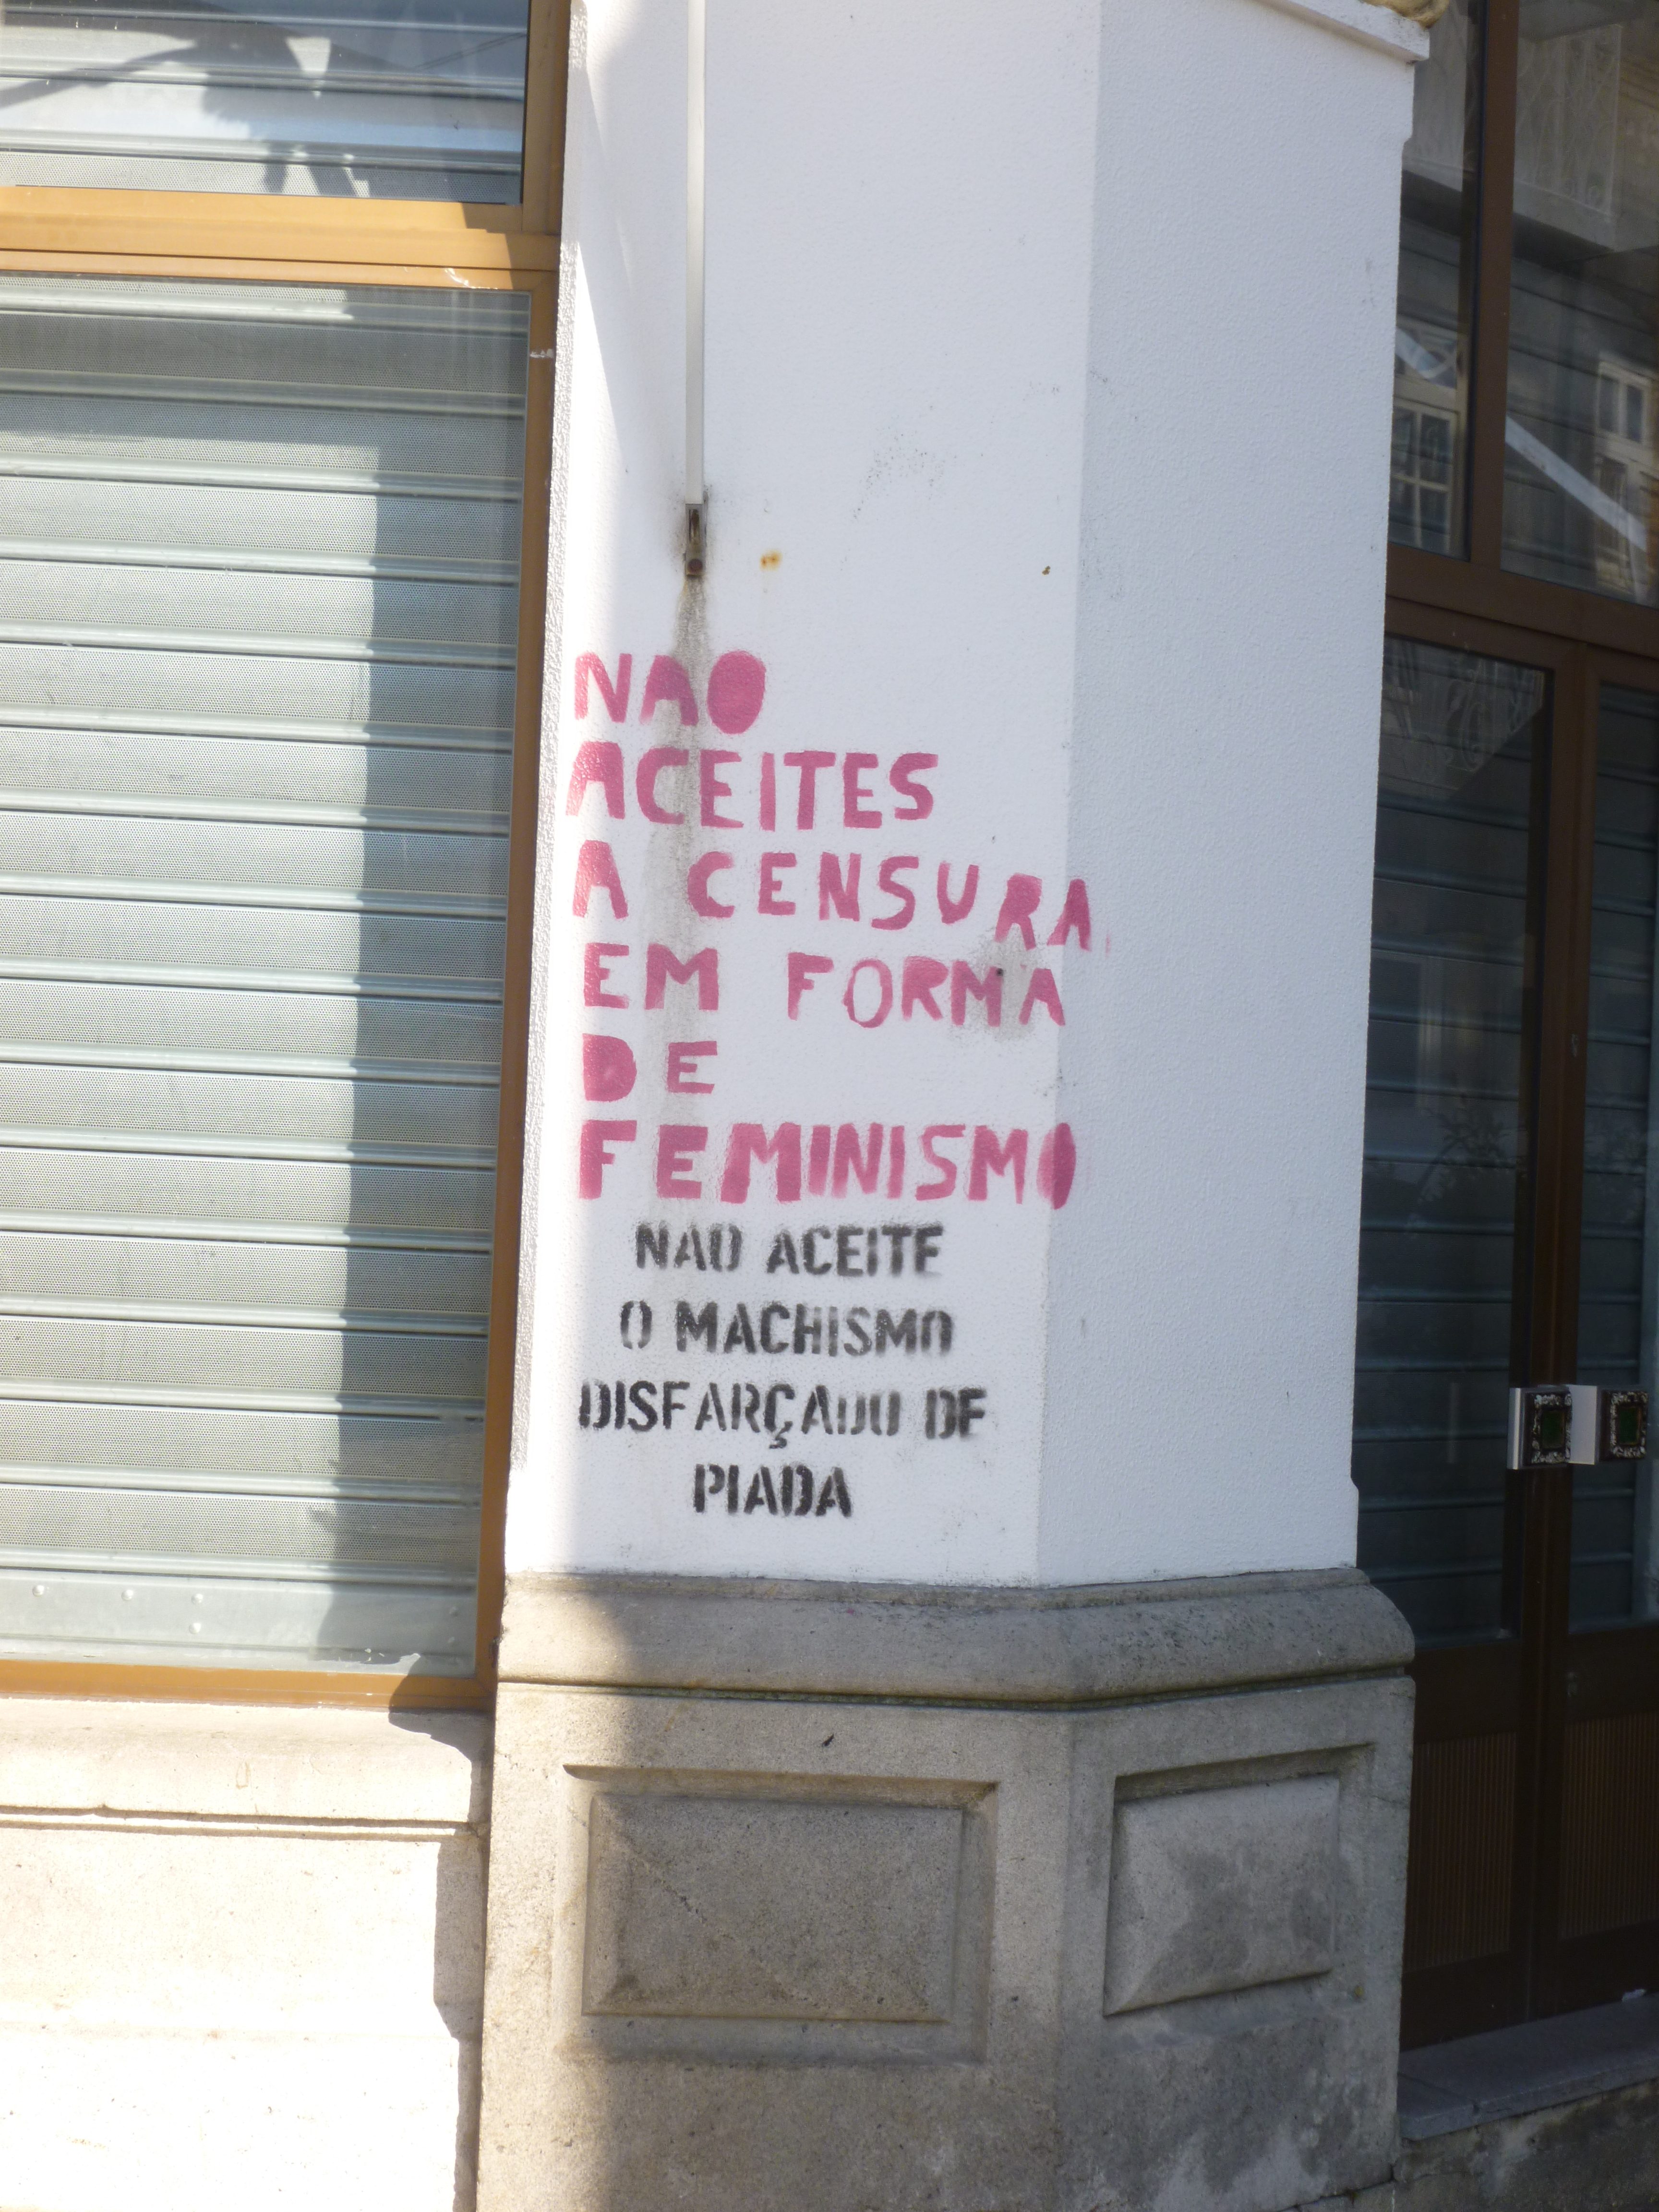 NAO
ACEITES
A CENSURA
EM FORMA
DE
FEMINISMO
NAO ACEITE
O MACHISMO
DISFARÇADO DE
PIADA